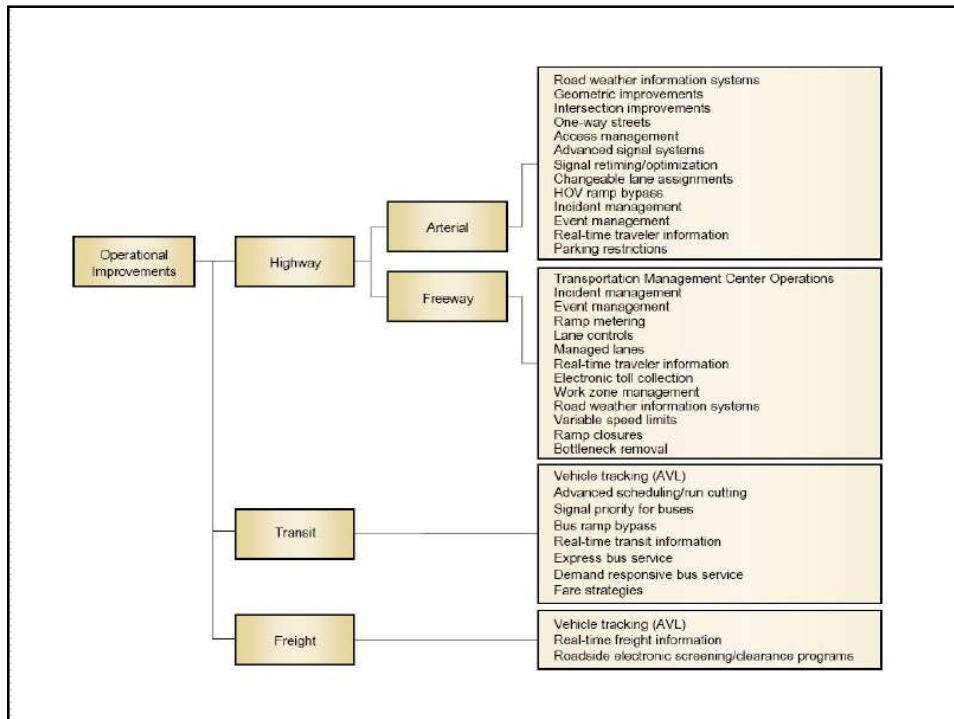 Operational
Improvements
Highway
Arterial
Road weather information systems
Geometric improvements
Intersection improvements
One-way streets
Access management
Advanced signal systems
Signal retiming/optimization
Changeable lane assignments
HOV ramp bypass
Incident management
Event management
Real-time traveler information
Parking restrictions
Freeway
Transportation Management Center Operations
Incident management
Event management
Ramp metering
Lane controls
Managed lanes
Real-time traveler information
Electronic toll collection
Work zone management
Road weather information systems
Variable speed limits
Ramp closures
Bottleneck removal
Transit
Vehicle tracking (AVL)
Advanced scheduling/run cutting
Signal priority for buses
Bus ramp bypass
Real-time transit information
Express bus service
Demand responsive bus service
Fare strategies
Freight
Vehicle tracking (AVL)
Real-time freight information
Roadside electronic screening/clearance programs